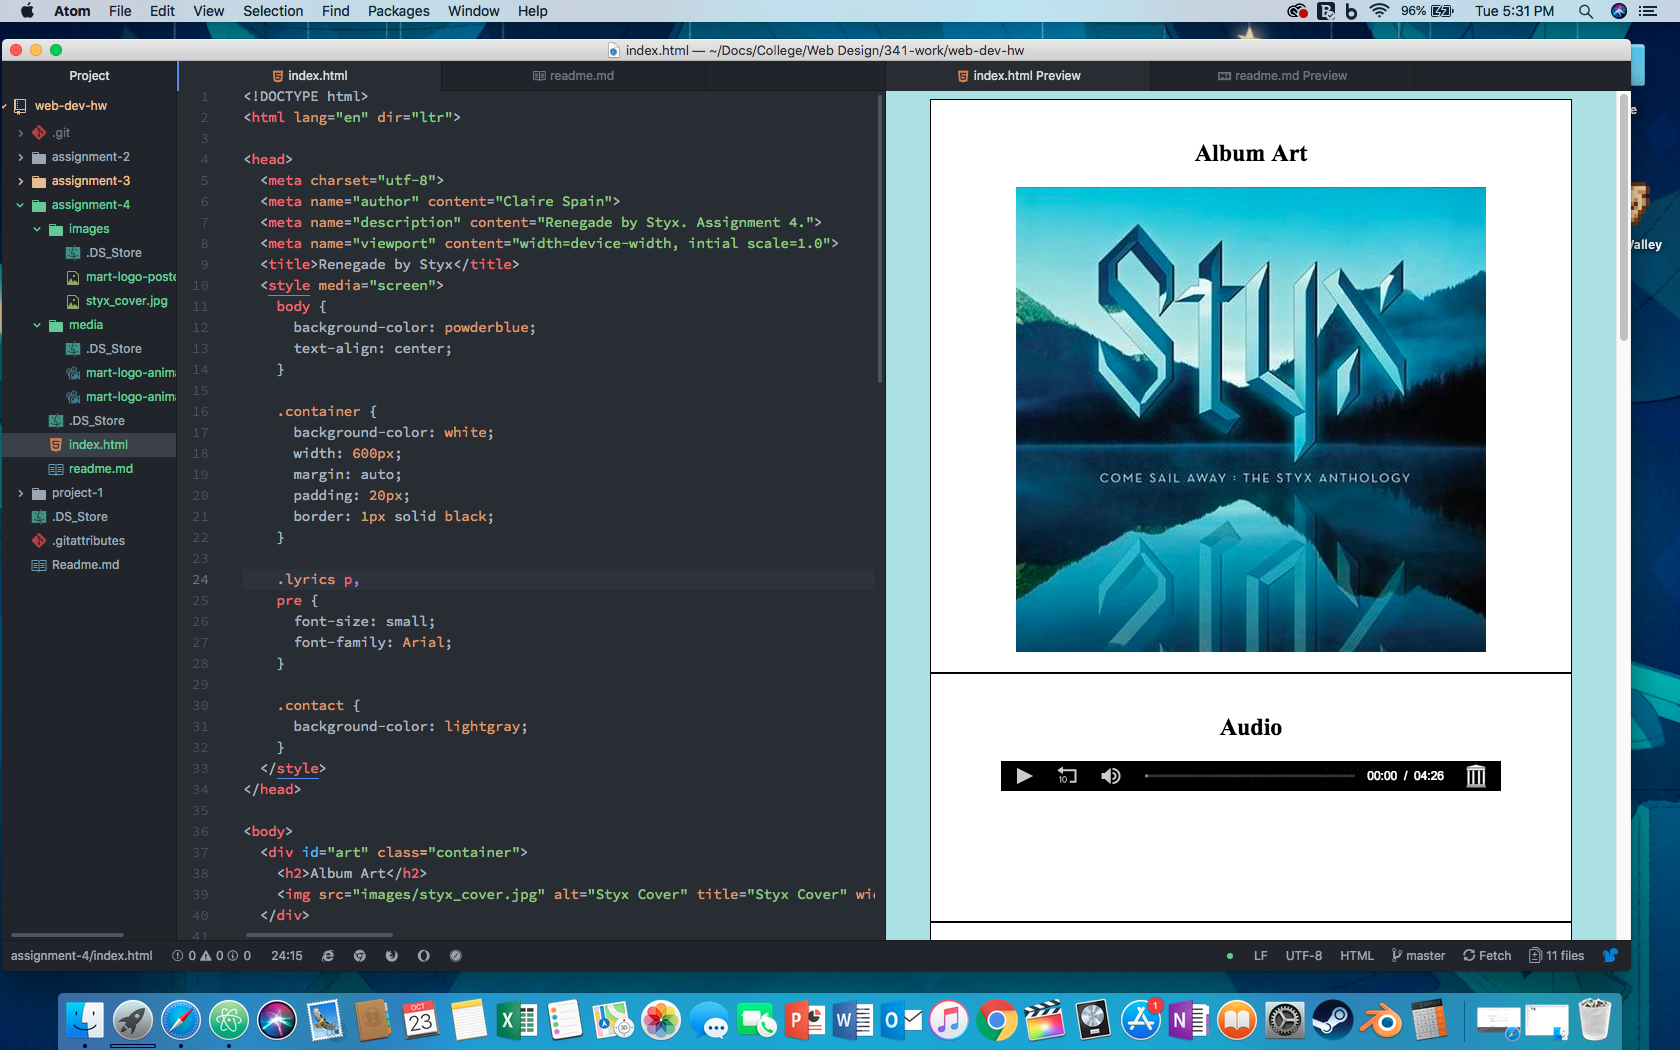 Atom File Edit View Selection Find Packages Window Help 96% Tue 5:31 PM
index.html — ~/Docs/College/Web Design/341-work/web-dev-hw
Project
web-dev-hw
.git
assignment-2
assignment-3
assignment-4
images
.DS_Store
mart-logo-poste
styx_cover.jpg
media
.DS_Store
mart-logo-anim
mart-logo-anim
.DS_Store
index.html
readme.md
project-1
.DS_Store
.gitattributes
Readme.md
index.html readme.md
1 <!DOCTYPE html>
2 <html lang="en" dir="ltr">
3
4 <head>
5 <meta charset="utf-8">
6 <meta name="author" content="Claire Spain">
7 <meta name="description" content="Renegade by Styx. Assignment 4.">
8 <meta name="viewport" content="width=device-width, intial scale=1.0">
9 <title>Renegade by Styx</title>
10 <style media="screen">
11 body {
12 background-color: powderblue;
13 text-align: center;
14 }
15
16 .container {
17 background-color: white;
18 width: 600px;
19 margin: auto;
20 padding: 20px;
21 border: 1px solid black;
22 }
23
24 .lyrics p,
25 pre {
26 font-size: small;
27 font-family: Arial;
28 }
29
30 .contact {
31 background-color: lightgray;
32 }
33 </style>
34 </head>
35
36 <body>
37 <div id="art" class="container">
38 <h2>Album Art</h2>
39 <img src="images/styx_cover.jpg" alt="Styx Cover" title="Styx Cover" wi
40 </div>
41
index.html Preview readme.md Preview
Album Art
Styx
COME SAIL AWAY : THE STYX ANTHOLOGY
Audio
10 00:00 / 04:26
e
alley
assignment-4/index.html 0 0 0 24:15 LF UTF-8 HTML master Fetch 11 files
OCT
23
3D
1